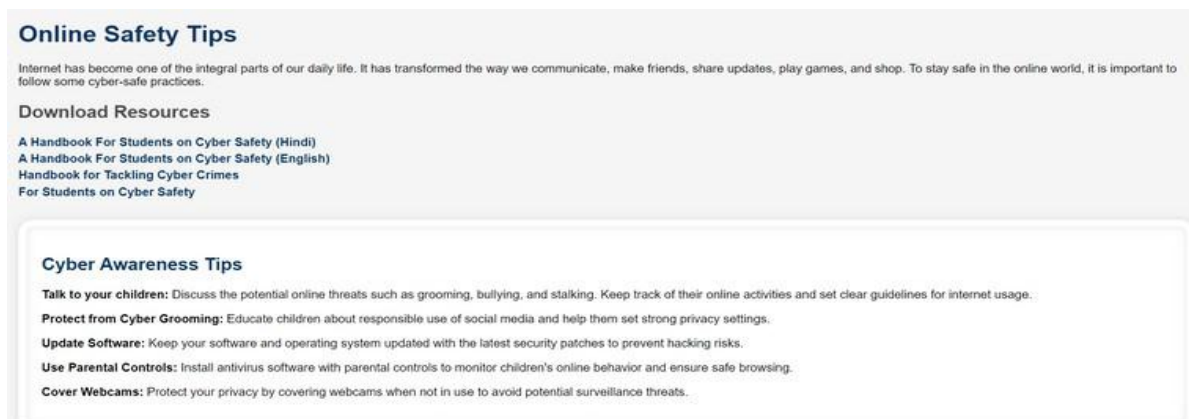 Online Safety Tips
Internet has become one of the integral parts of our daily life. It has transformed the way we communicate, make friends, share updates, play games, and shop. To stay safe in the online world, it is important to
follow some cyber-safe practices.
Download Resources
A Handbook For Students on Cyber Safety (Hindi)
A Handbook For Students on Cyber Safety (English)
Handbook for Tackling Cyber Crimes
For Students on Cyber Safety
Cyber Awareness Tips
Talk to your children: Discuss the potential online threats such as grooming, bullying, and stalking. Keep track of their online activities and set clear guidelines for internet usage.
Protect from Cyber Grooming: Educate children about responsible use of social media and help them set strong privacy settings.
Update Software: Keep your software and operating system updated with the latest security patches to prevent hacking risks.
Use Parental Controls: Install antivirus software with parental controls to monitor children's online behavior and ensure safe browsing.
Cover Webcams: Protect your privacy by covering webcams when not in use to avoid potential surveillance threats.